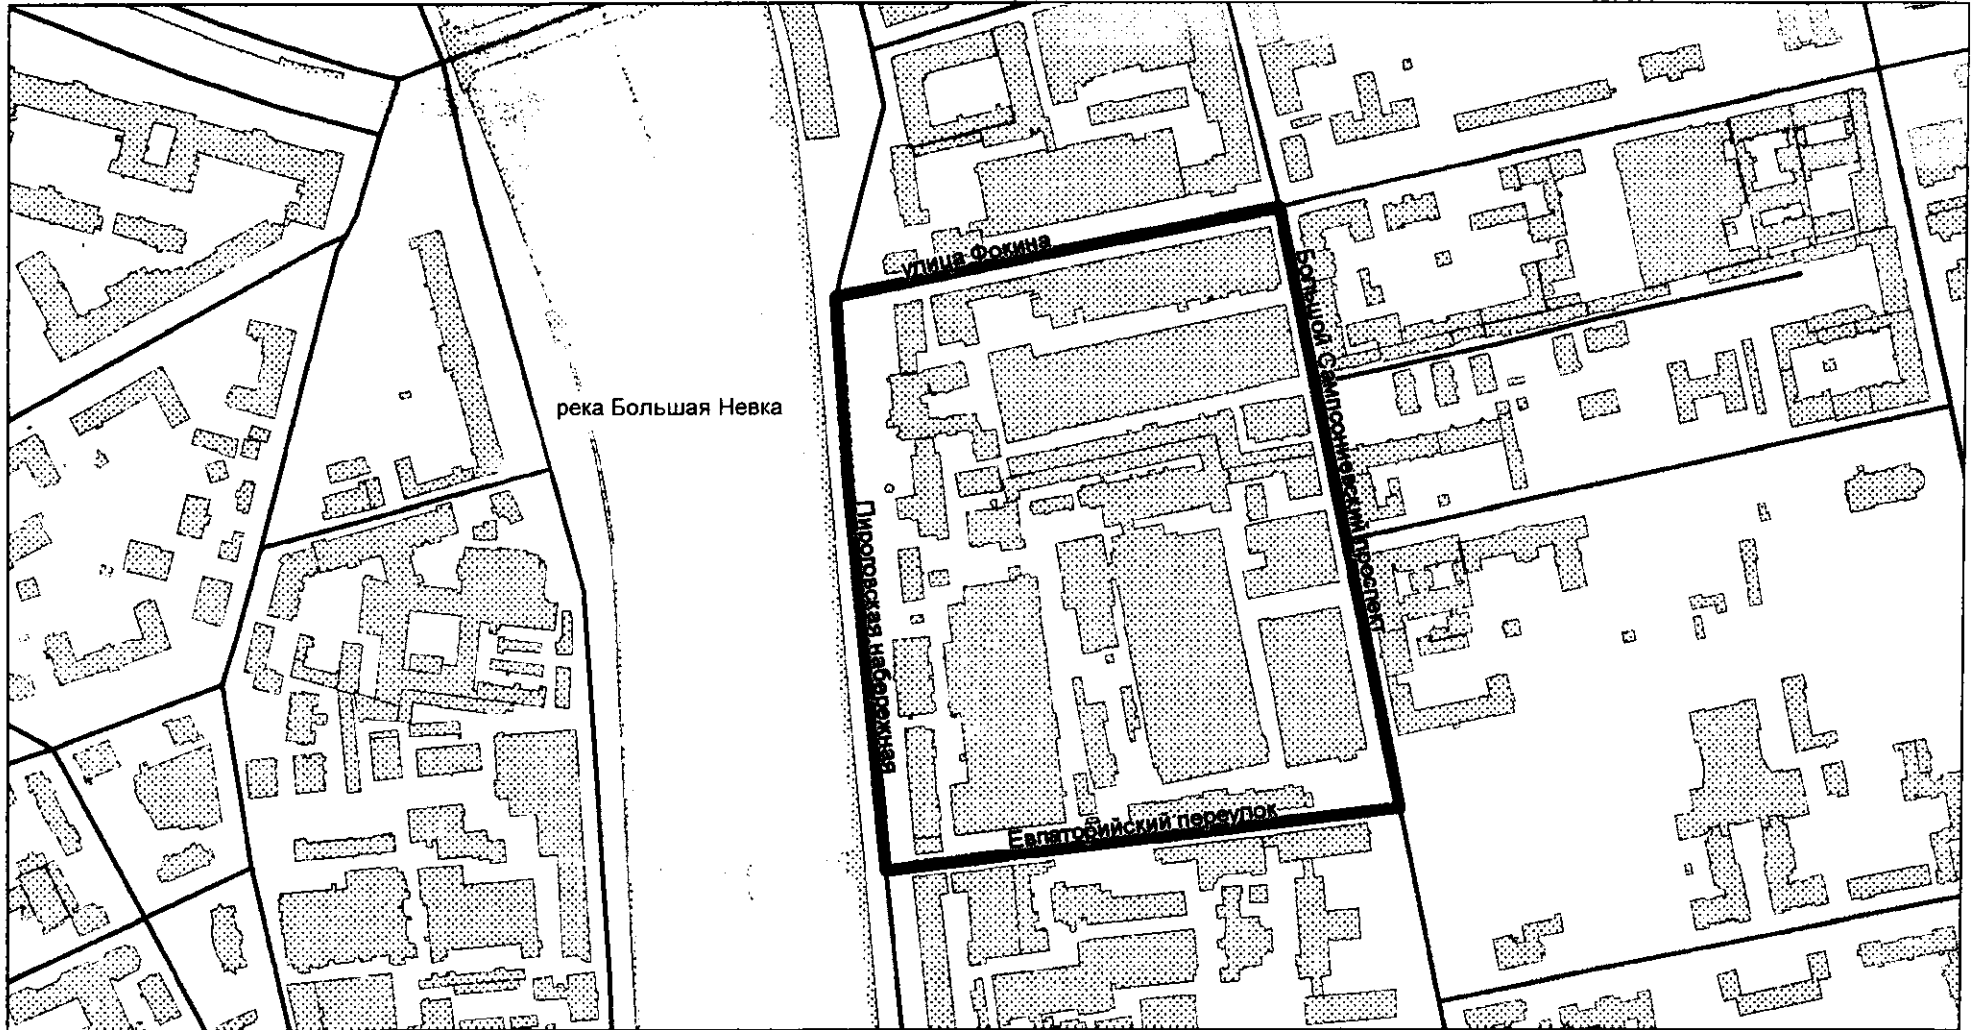 улица Фокина
Большой Сампсониевский проспект
река Большая Невка
Пироговская набережная
Евпаторийский переулок